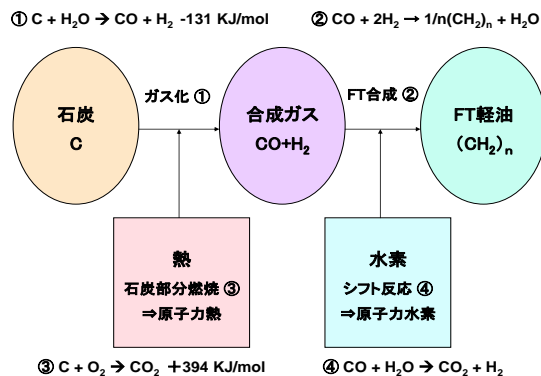 ① C + H₂O → CO + H₂ -131 KJ/mol
② CO + 2H₂ → 1/n(CH₂)ₙ + H₂O
ガス化 ①
FT合成 ②
石炭
C
合成ガス
CO+H₂
FT軽油
(CH₂)ₙ
熱
石炭部分燃焼 ③
⇒原子力熱
水素
シフト反応 ④
⇒原子力水素
③ C + O₂ → CO₂ +394 KJ/mol
④ CO + H₂O → CO₂ + H₂